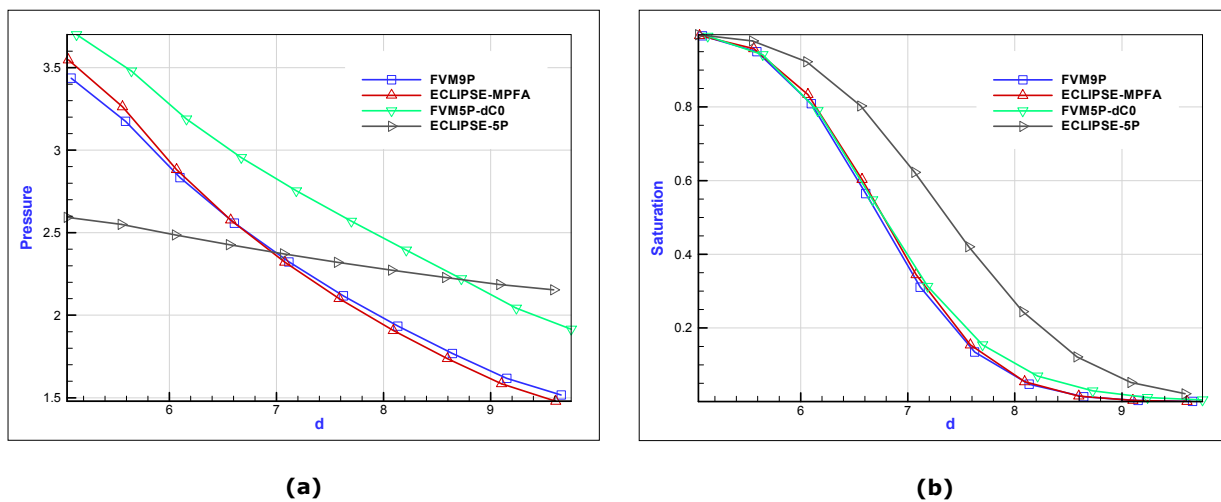 3.5
3
2.5
2
1.5
Pressure
6
7
8
9
d
FVM9P
ECLIPSE-MPFA
FVM5P-dC0
ECLIPSE-5P
(a)
0.8
0.6
0.4
0.2
Saturation
6
7
8
9
d
FVM9P
ECLIPSE-MPFA
FVM5P-dC0
ECLIPSE-5P
(b)